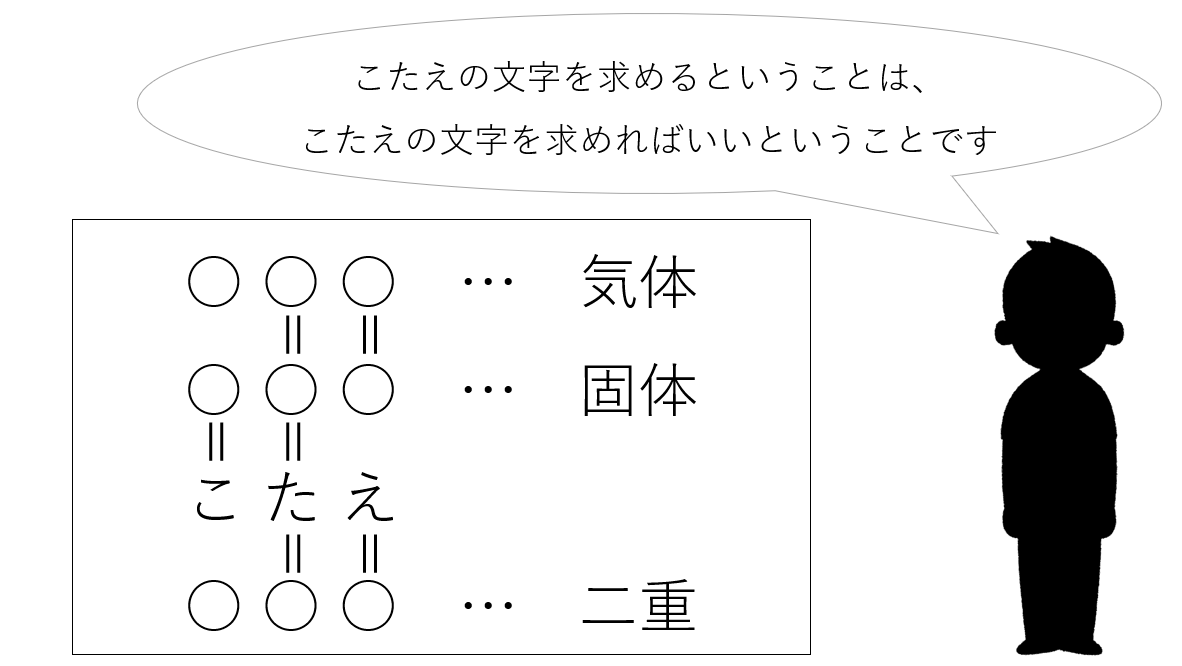 こたえの文字を求めるということは、
こたえの文字を求めればいいということです
○○○ … 気体
‖ ‖
○○○ … 固体
‖ ‖
こたえ
‖ ‖
○○○ … 二重